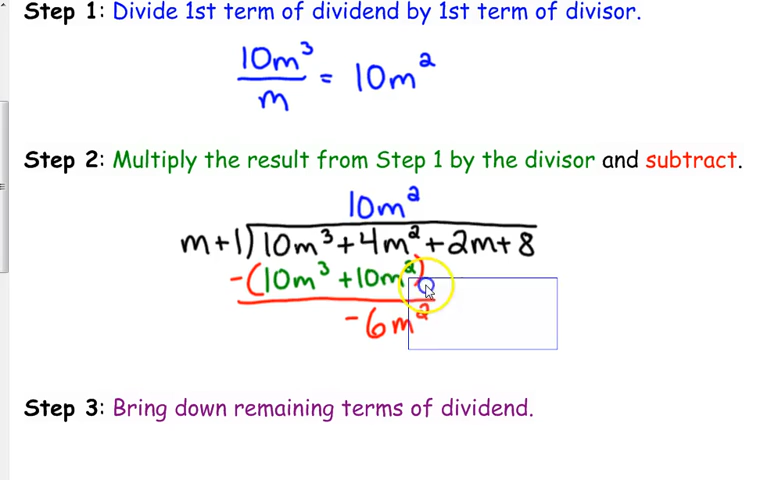 Step 1: Divide 1st term of dividend by 1st term of divisor.
10m³/m = 10m²
Step 2: Multiply the result from Step 1 by the divisor and subtract.
10m²
m+1)10m³+4m²+2m+8
-(10m³+10m²)
-6m²
Step 3: Bring down remaining terms of dividend.